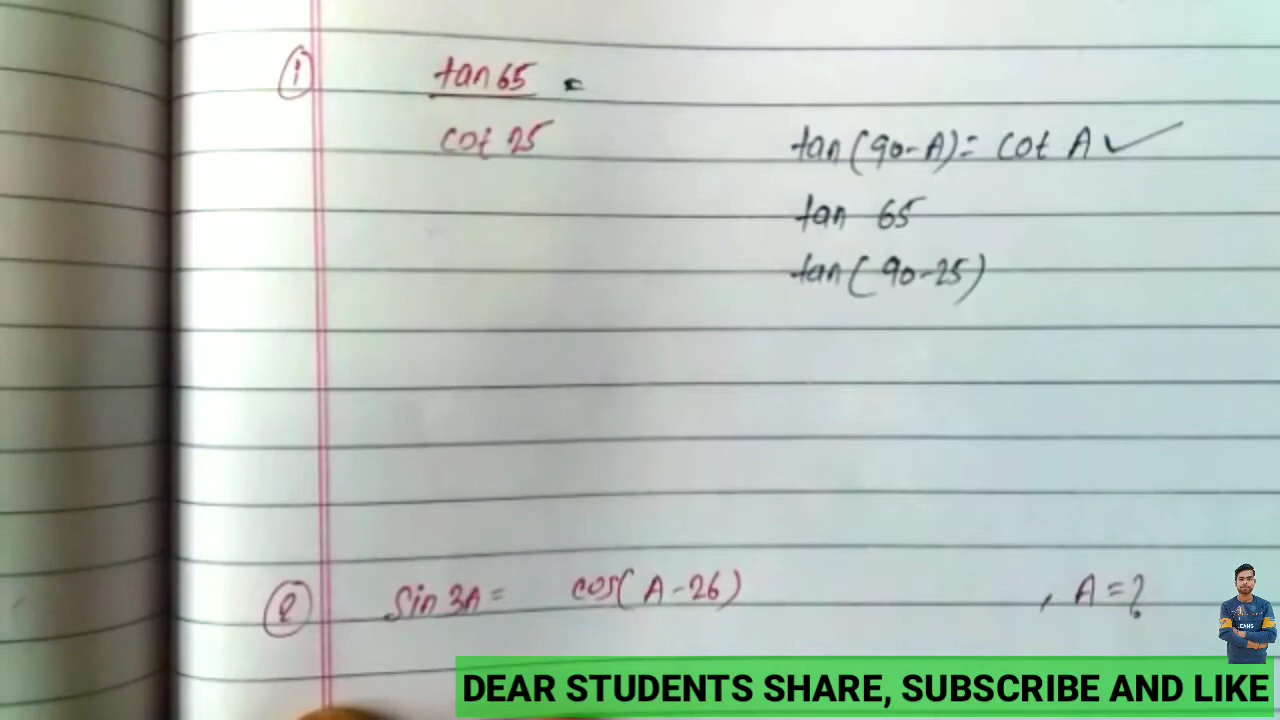 ① tan 65 =
cot 25
tan(90-A) = cot A ✓
tan 65
tan(90-25)
② Sin 3A = cos(A-26) , A = ?
EANS
DEAR STUDENTS SHARE, SUBSCRIBE AND LIKE